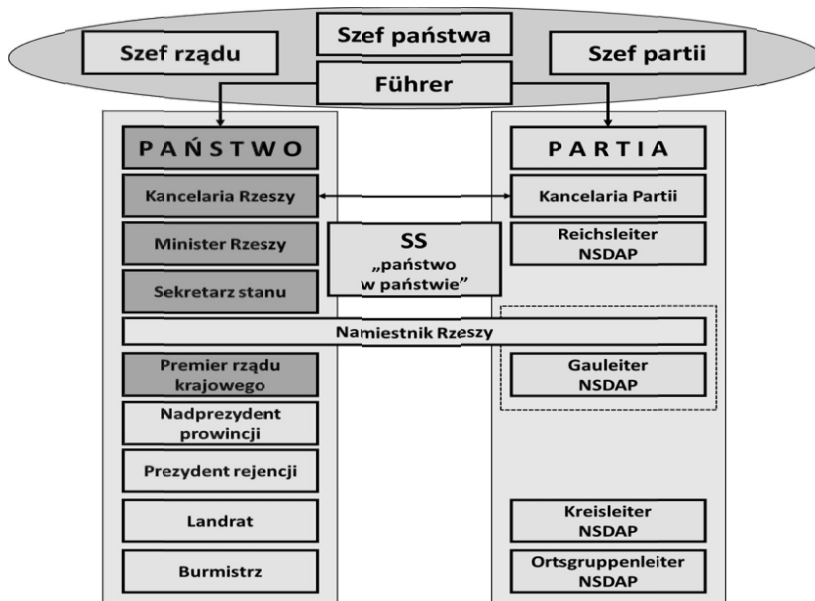 Szef rządu
Szef państwa
Szef partii
Führer
PAŃSTWO
PARTIA
Kancelaria Rzeszy
Kancelaria Partii
Minister Rzeszy
SS
„państwo
w państwie”
Reichsleiter
NSDAP
Sekretarz stanu
Namiestnik Rzeszy
Premier rządu
krajowego
Gauleiter
NSDAP
Nadprezydent
prowincji
Prezydent rejencji
Landrat
Kreisleiter
NSDAP
Burmistrz
Ortsgruppenleiter
NSDAP